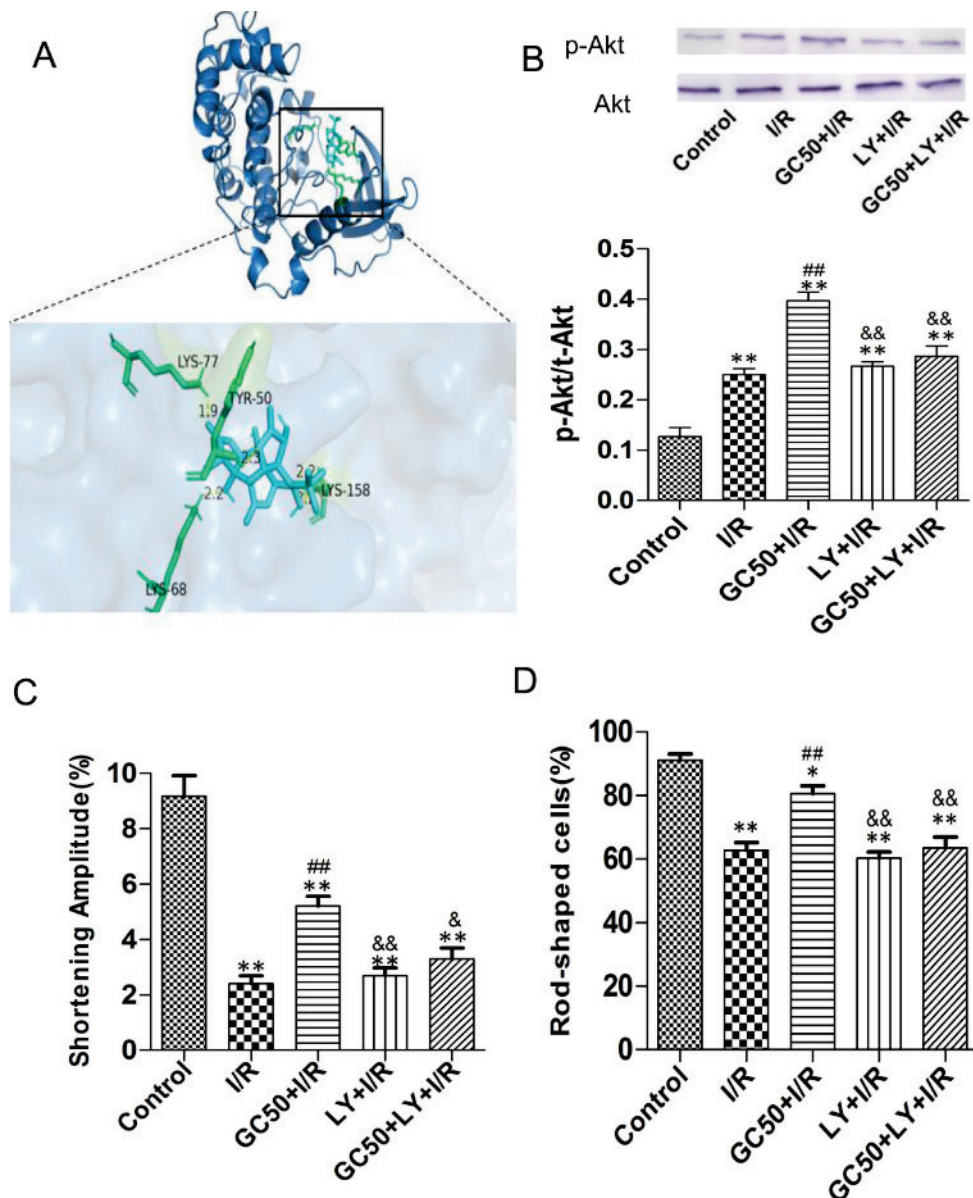 A
LYS-77
TYR-50
1.9
2.3
2.2
2.2
LYS-158
LYS-68
B
p-Akt
Akt
Control
I/R
GC50+I/R
LY+I/R
GC50+LY+I/R
p-Akt/t-Akt
0.5
0.4
0.3
0.2
0.1
0.0
**
##
**
&&
**
&&
**
Control
I/R
GC50+I/R
LY+I/R
GC50+LY+I/R
C
Shortening Amplitude(%)
10
8
6
4
2
0
**
##
**
&&
**
&
**
Control
I/R
GC50+I/R
LY+I/R
GC50+LY+I/R
D
Rod-shaped cells(%)
100
80
60
40
20
0
**
##
*
&&
**
&&
**
Control
I/R
GC50+I/R
LY+I/R
GC50+LY+I/R